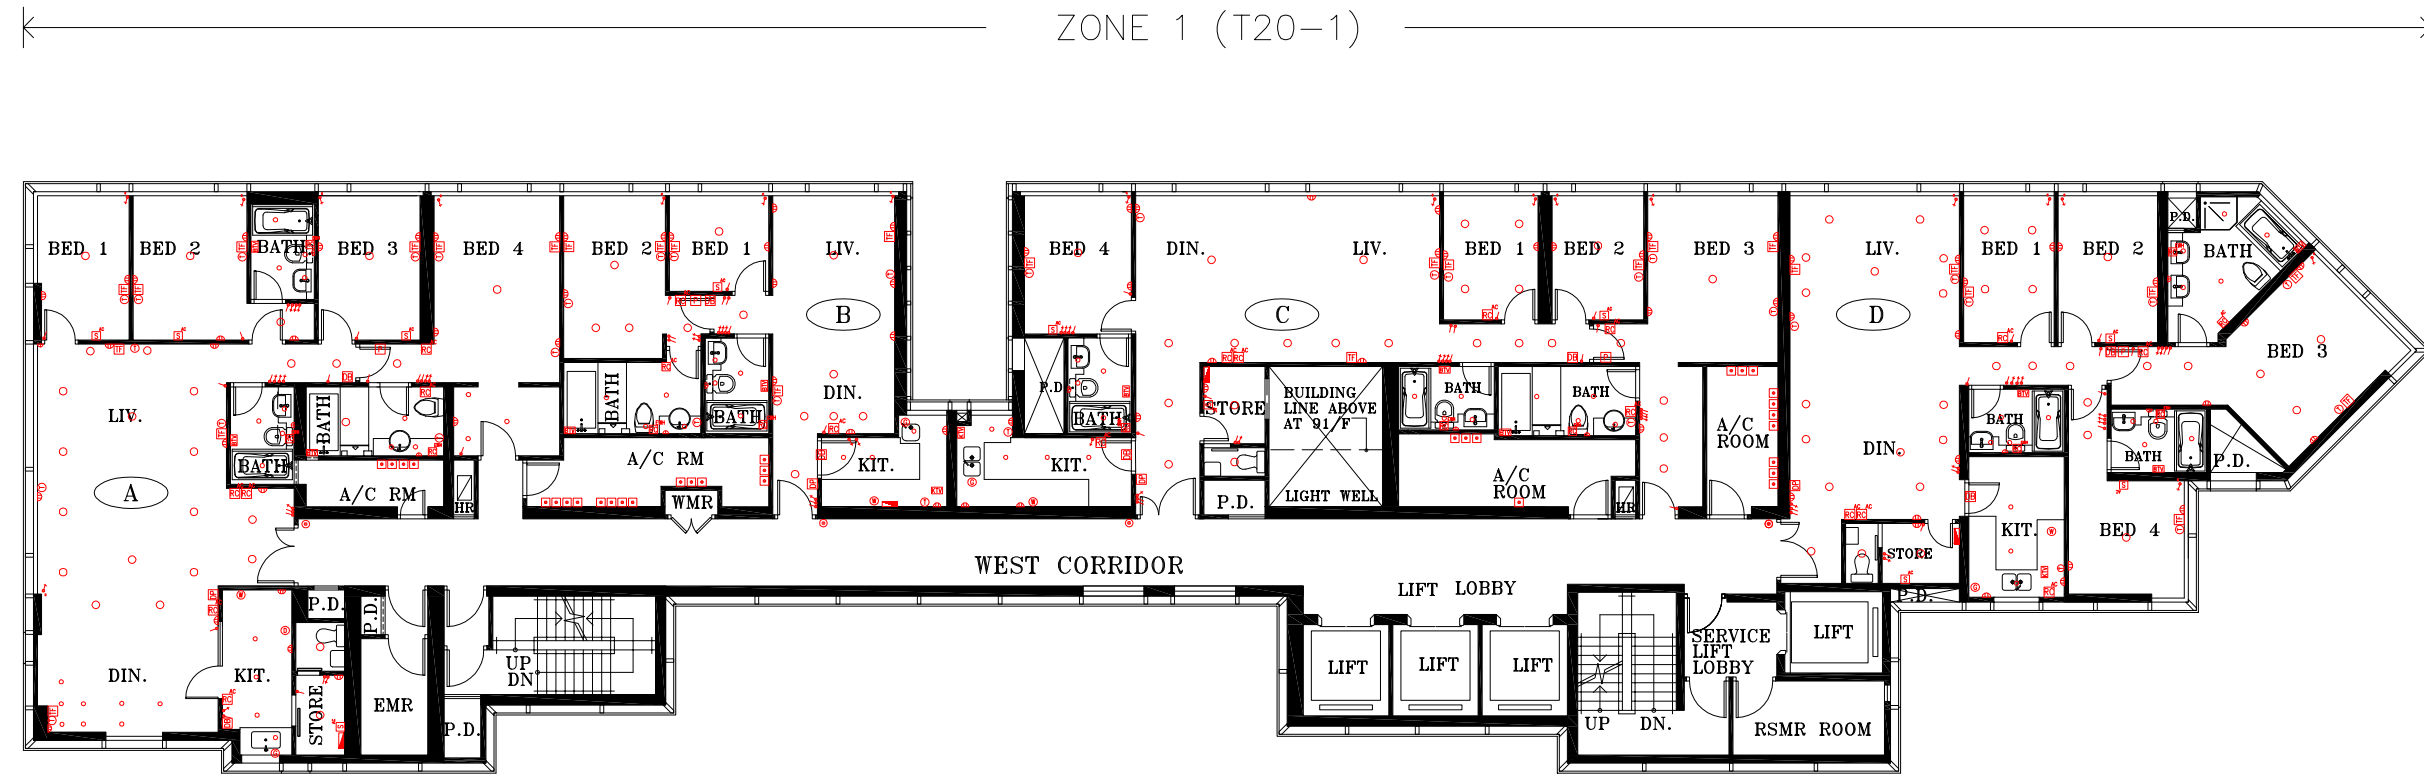 ZONE 1 (T20-1)
BED 1
BED 2
BATH
BED 3
BED 4
BED 2
BED 1
LIV.
BED 4
DIN.
LIV.
BED 1
BED 2
BED 3
LIV.
BED 1
BED 2
P.D.
BATH
BED 3
B
C
D
LIV.
BATH
BATH
BATH
DIN.
P.D.
BATH
STORE
BUILDING
LINE ABOVE
AT 91/F
BATH
BATH
A/C
ROOM
BATH
DIN.
BATH
P.D.
BATH
A/C RM
A/C RM
KIT.
KIT.
A
HR
WMR
P.D.
LIGHT WELL
A/C
ROOM
HR
KIT.
BED 4
STORE
WEST CORRIDOR
LIFT LOBBY
P.D.
P.D.
P.D.
DIN.
KIT.
STORE
EMR
UP
DN
P.D.
LIFT
LIFT
LIFT
SERVICE
LIFT
LOBBY
LIFT
UP
DN.
RSMR ROOM